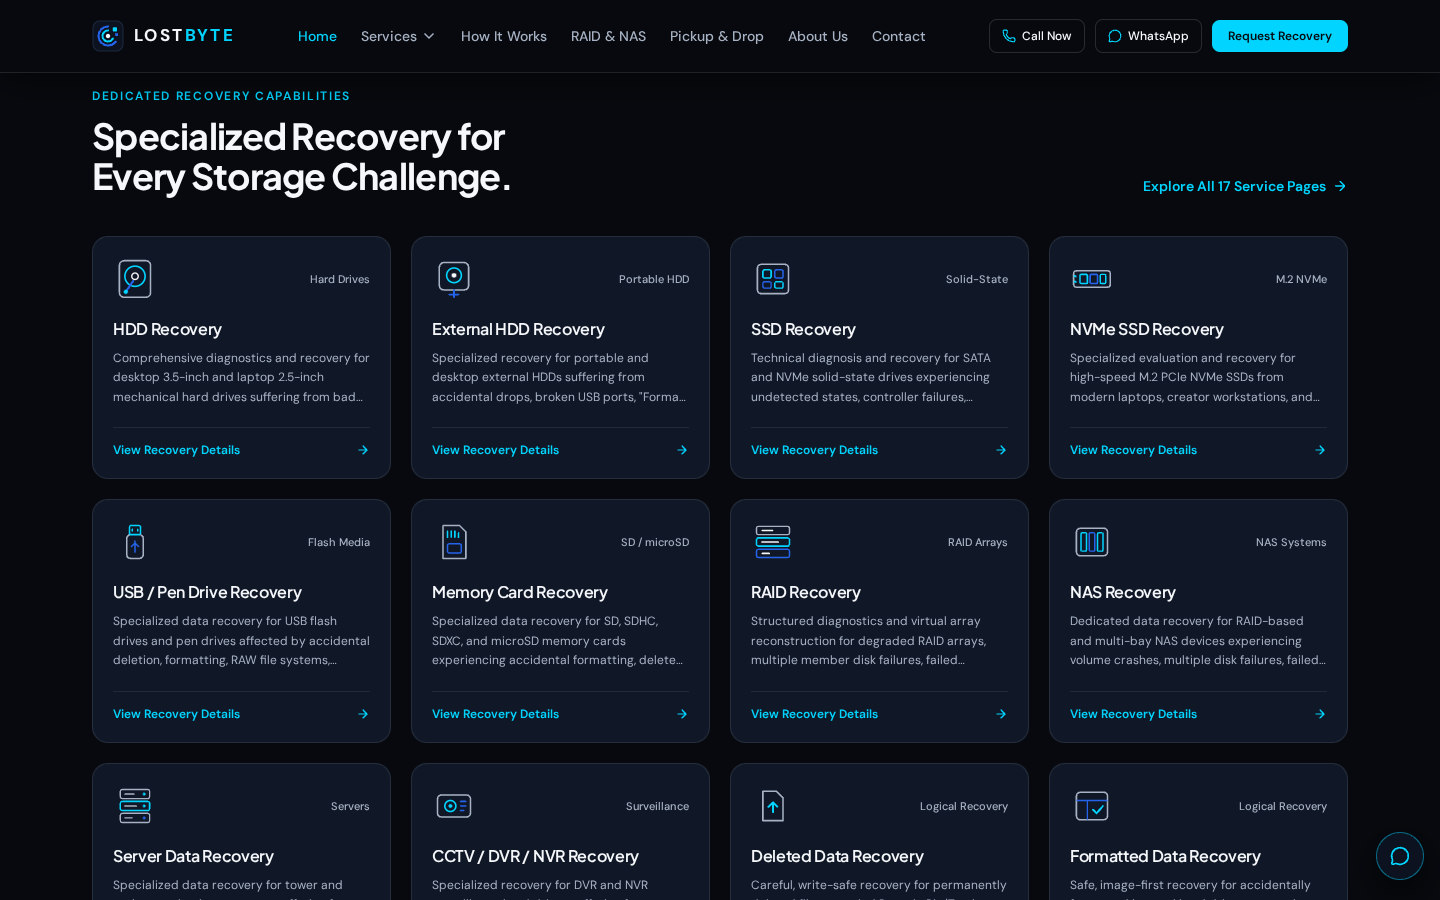 LOSTBYTE
Home
Services
How It Works
RAID & NAS
Pickup & Drop
About Us
Contact
Call Now
WhatsApp
Request Recovery
DEDICATED RECOVERY CAPABILITIES
Specialized Recovery for
Every Storage Challenge.
Explore All 17 Service Pages
Hard Drives
HDD Recovery
Comprehensive diagnostics and recovery for
desktop 3.5-inch and laptop 2.5-inch
mechanical hard drives suffering from bad…
View Recovery Details
Portable HDD
External HDD Recovery
Specialized recovery for portable and
desktop external HDDs suffering from
accidental drops, broken USB ports, "Forma…
View Recovery Details
Solid-State
SSD Recovery
Technical diagnosis and recovery for SATA
and NVMe solid-state drives experiencing
undetected states, controller failures,…
View Recovery Details
M.2 NVMe
NVMe SSD Recovery
Specialized evaluation and recovery for
high-speed M.2 PCIe NVMe SSDs from
modern laptops, creator workstations, and…
View Recovery Details
Flash Media
USB / Pen Drive Recovery
Specialized data recovery for USB flash
drives and pen drives affected by accidental
deletion, formatting, RAW file systems,…
View Recovery Details
SD / microSD
Memory Card Recovery
Specialized data recovery for SD, SDHC,
SDXC, and microSD memory cards
experiencing accidental formatting, delete…
View Recovery Details
RAID Arrays
RAID Recovery
Structured diagnostics and virtual array
reconstruction for degraded RAID arrays,
multiple member disk failures, failed…
View Recovery Details
NAS Systems
NAS Recovery
Dedicated data recovery for RAID-based
and multi-bay NAS devices experiencing
volume crashes, multiple disk failures, failed…
View Recovery Details
Servers
Server Data Recovery
Specialized data recovery for tower and
Surveillance
CCTV / DVR / NVR Recovery
Specialized recovery for DVR and NVR
Logical Recovery
Deleted Data Recovery
Careful, write-safe recovery for permanently
Logical Recovery
Formatted Data Recovery
Safe, image-first recovery for accidentally